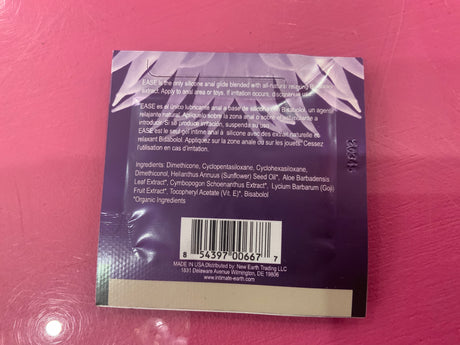 EASE is the only silicone anal glide blended with all-natural relaxing Bisabolol
extract. Apply to anal area or toys. If irritation occurs, discontinue use.
EASE es el único lubricante anal a base de silicona con Bisabolol, un agente
relajante natural. Aplíquelo sobre la zona anal o sobre el
introducir. Si se produce irritación, suspenda su uso.
EASE est le seul gel intime anal à silicone avec des extrait naturelle et
relaxant Bidabolol. Appliquez sur la zone anale ou sur les jouets. Cessez
l'utilisation en cas d'irritation.
Ingredients: Dimethicone, Cyclopentasiloxane, Cyclohexasiloxane,
Dimethiconol, Helianthus Annuus (Sunflower) Seed Oil*, Aloe Barbadensis
Leaf Extract*, Cymbopogon Schoenanthus Extract*, Lycium Barbarum (Goji)
Fruit Extract*, Tocopheryl Acetate (Vit. E)*, Bisabolol
*Organic Ingredients
8 54397 00667 7
MADE IN USA.Distributed by: New Earth Trading LLC
1831 Delaware Avenue Wilmington, DE 19806
www.intimate-earth.com